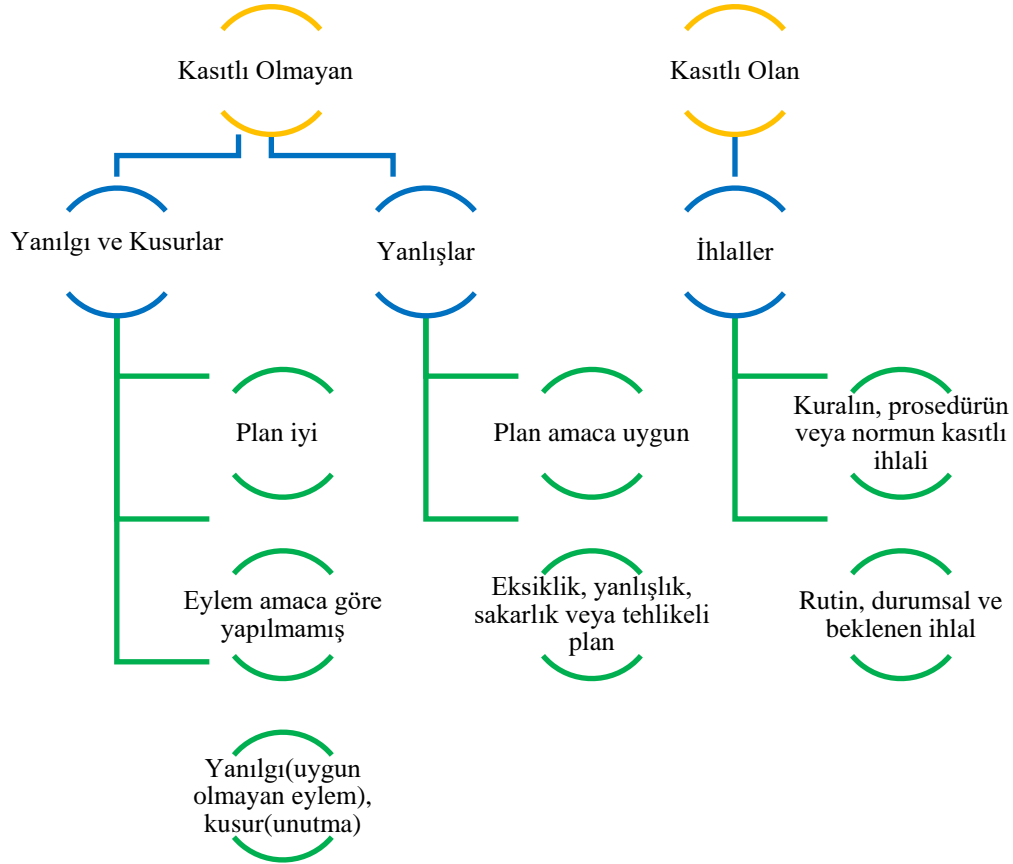 Kasıtlı Olmayan
Kasıtlı Olan
Yanılgı ve Kusurlar
Yanlışlar
İhlaller
Plan iyi
Plan amaca uygun
Kuralın, prosedürün
veya normun kasıtlı
ihlali
Eylem amaca göre
yapılmamış
Eksiklik, yanlışlık,
sakarlık veya tehlikeli
plan
Rutin, durumsal ve
beklenen ihlal
Yanılgı(uygun
olmayan eylem),
kusur(unutma)